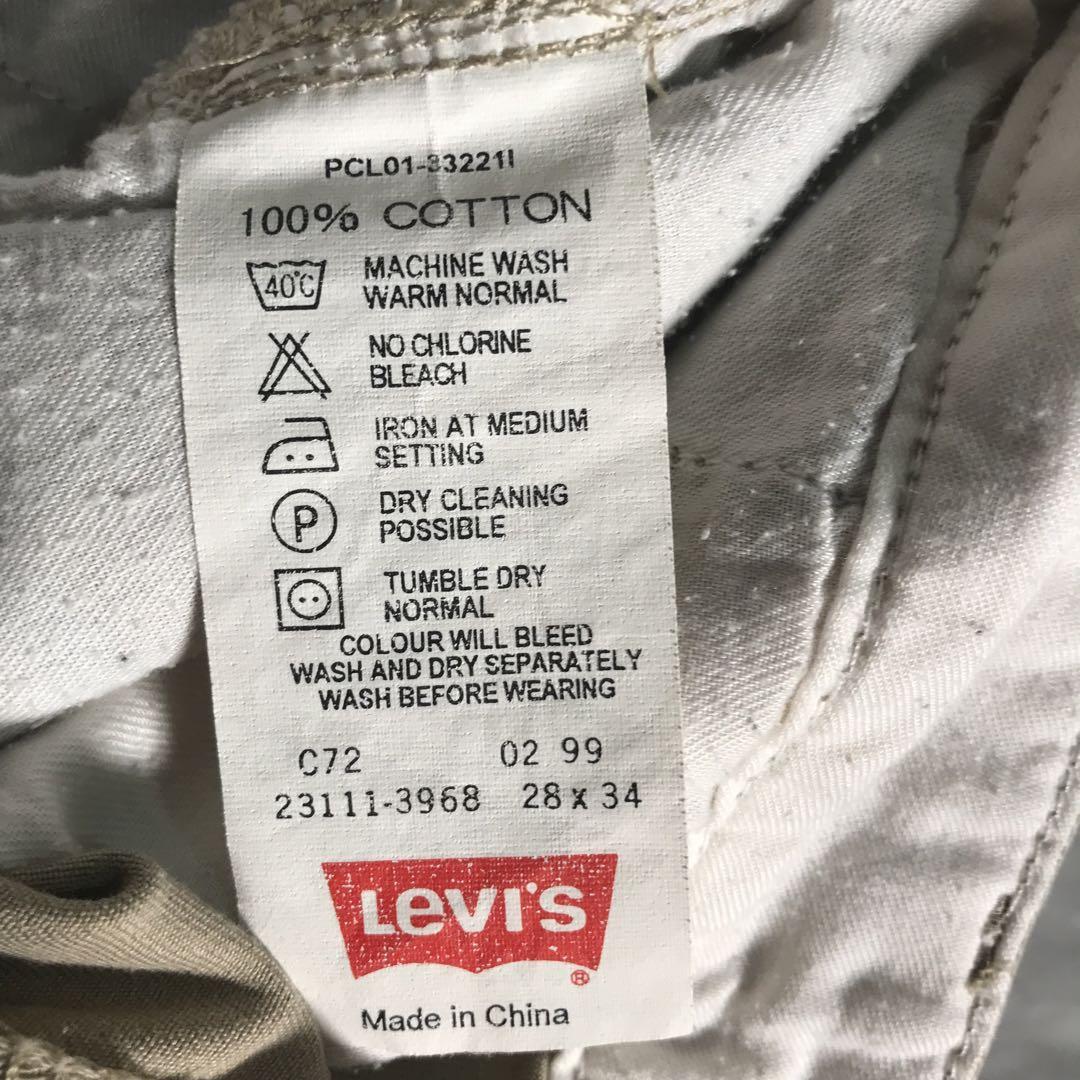 PCL01-33221I
100% COTTON
40°C MACHINE WASH
WARM NORMAL
NO CHLORINE
BLEACH
IRON AT MEDIUM
SETTING
P DRY CLEANING
POSSIBLE
TUMBLE DRY
NORMAL
COLOUR WILL BLEED
WASH AND DRY SEPARATELY
WASH BEFORE WEARING
C72 02 99
23111-3968 28 x 34
Levi's ®
Made in China